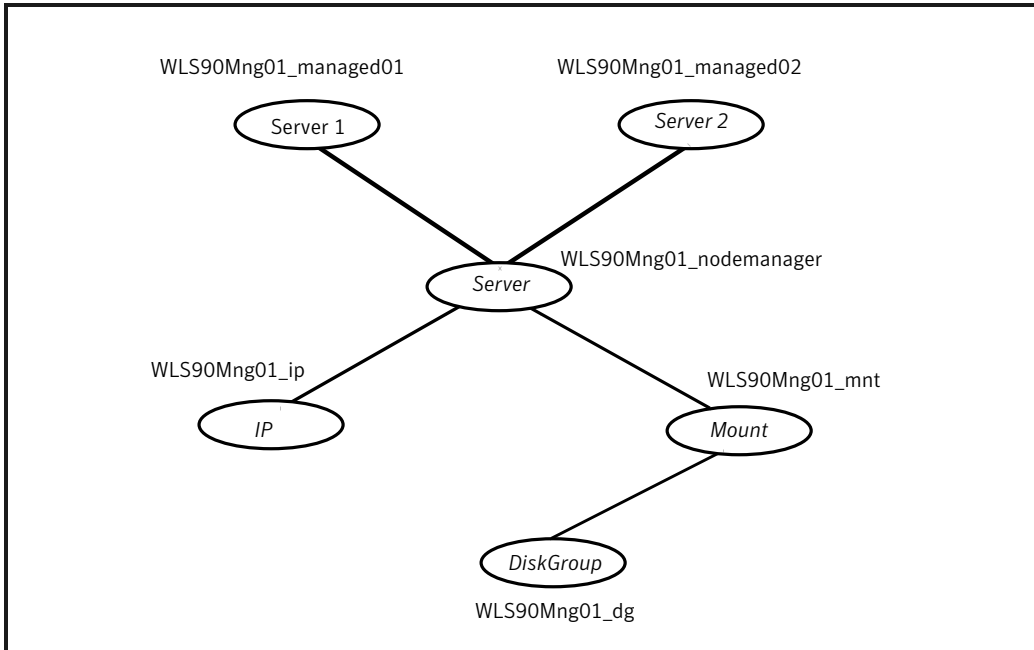 WLS90Mng01_managed01
WLS90Mng01_managed02
Server 1
Server 2
WLS90Mng01_nodemanager
Server
WLS90Mng01_ip
WLS90Mng01_mnt
IP
Mount
DiskGroup
WLS90Mng01_dg